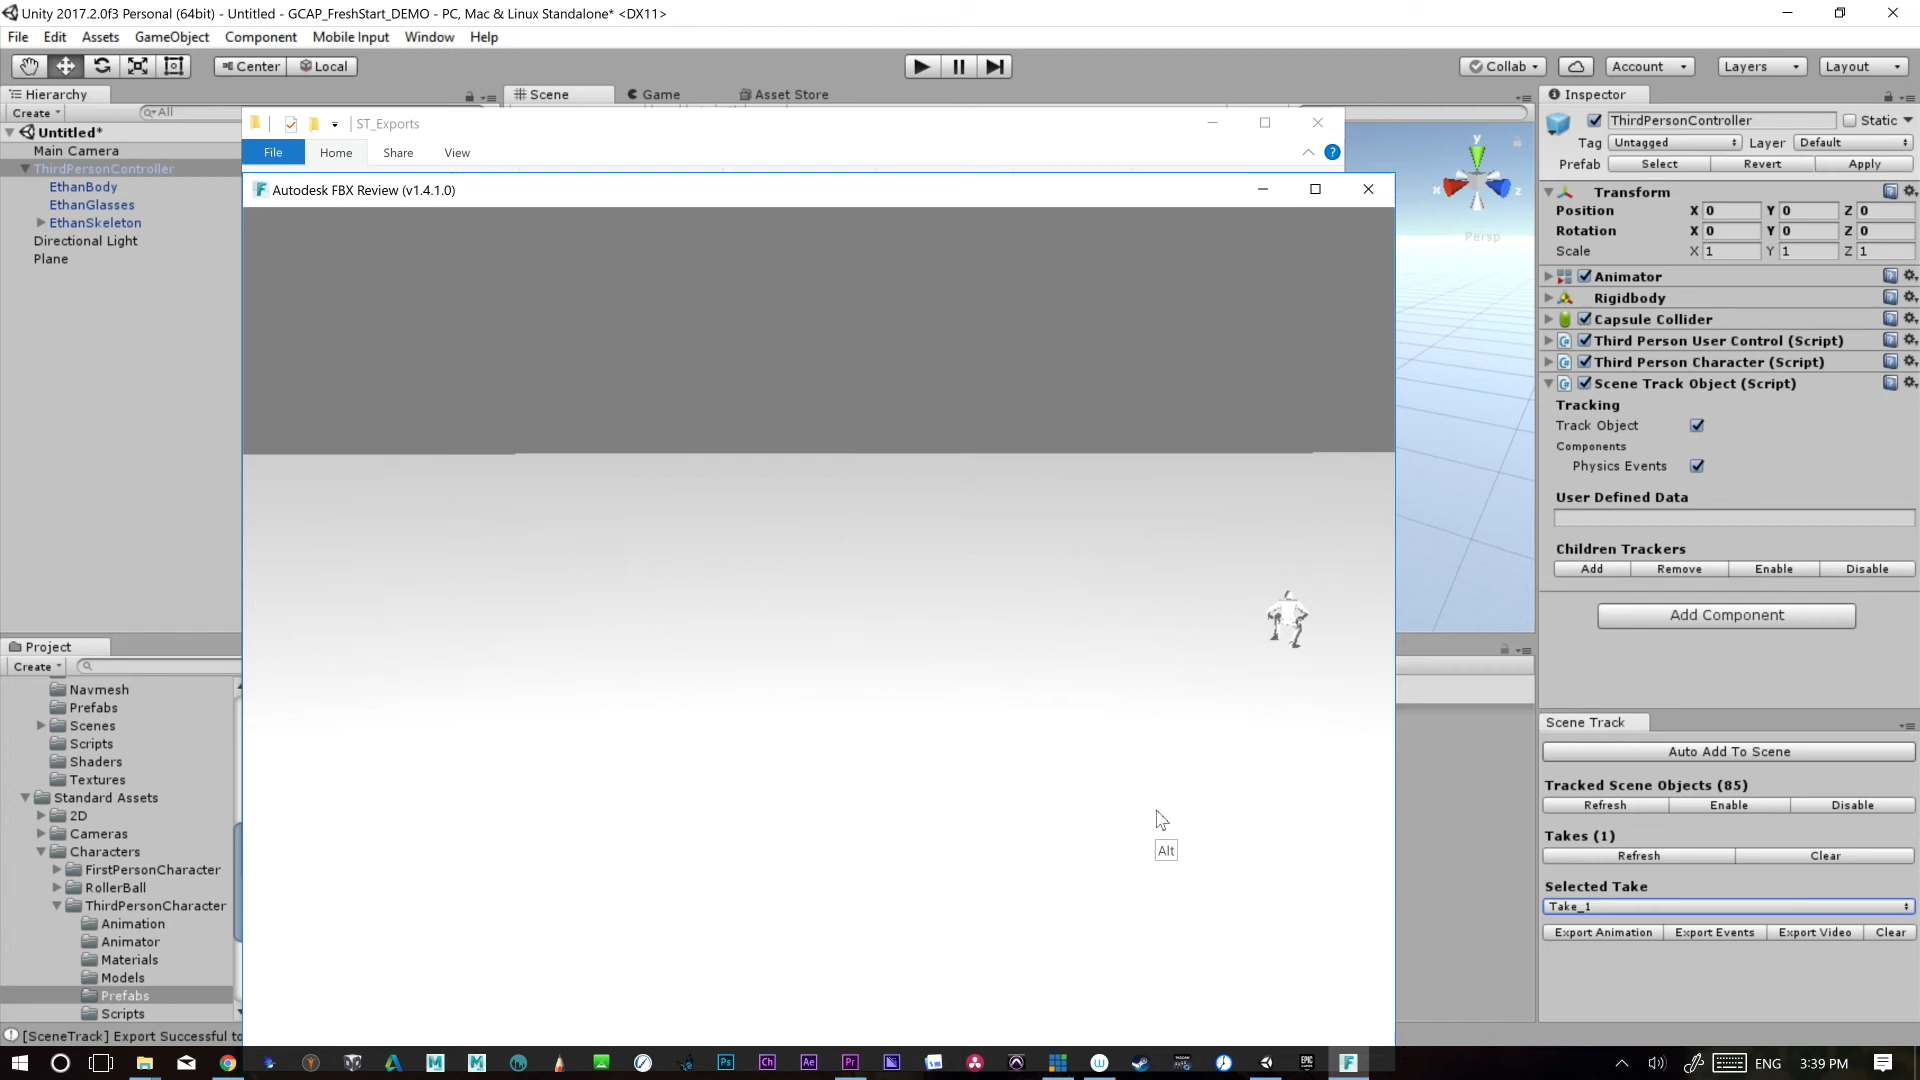 Unity 2017.2.0f3 Personal (64bit) - Untitled - GCAP_FreshStart_DEMO - PC, Mac & Linux Standalone* <DX11>
File Edit Assets GameObject Component Mobile Input Window Help
Center Local
Collab Account Layers Layout
Hierarchy
Scene Game Asset Store
Inspector
Create All
Untitled*
Main Camera
ThirdPersonController
EthanBody
EthanGlasses
EthanSkeleton
Directional Light
Plane
ST_Exports
File Home Share View
Autodesk FBX Review (v1.4.1.0)
Alt
y
x z
Persp
ThirdPersonController Static
Tag Untagged Layer Default
Prefab Select Revert Apply
Transform
Position X 0 Y 0 Z 0
Rotation X 0 Y 0 Z 0
Scale X 1 Y 1 Z 1
Animator
Rigidbody
Capsule Collider
Third Person User Control (Script)
Third Person Character (Script)
Scene Track Object (Script)
Tracking
Track Object
Components
Physics Events
User Defined Data
Children Trackers
Add Remove Enable Disable
Add Component
Scene Track
Auto Add To Scene
Tracked Scene Objects (85)
Refresh Enable Disable
Takes (1)
Refresh Clear
Selected Take
Take_1
Export Animation Export Events Export Video Clear
Project
Create
Navmesh
Prefabs
Scenes
Scripts
Shaders
Textures
Standard Assets
2D
Cameras
Characters
FirstPersonCharacter
RollerBall
ThirdPersonCharacter
Animation
Animator
Materials
Models
Prefabs
Scripts
[SceneTrack] Export Successful to
Ps Ch Ae Pr
ENG 3:39 PM